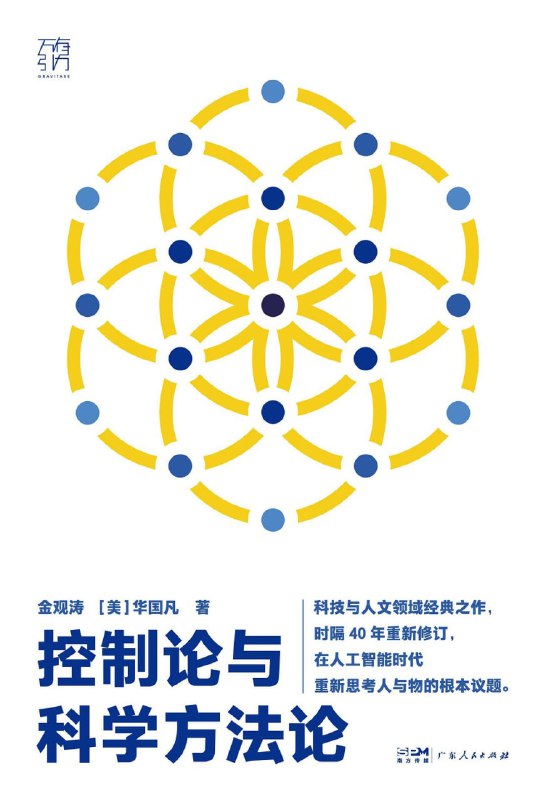 万有
引力
GRAVITARE
金观涛 [美]华国凡 著
控制论与
科学方法论
科技与人文领域经典之作，
时隔 40 年重新修订，
在人工智能时代
重新思考人与物的根本议题。
SPM
南方传媒
广东人民出版社